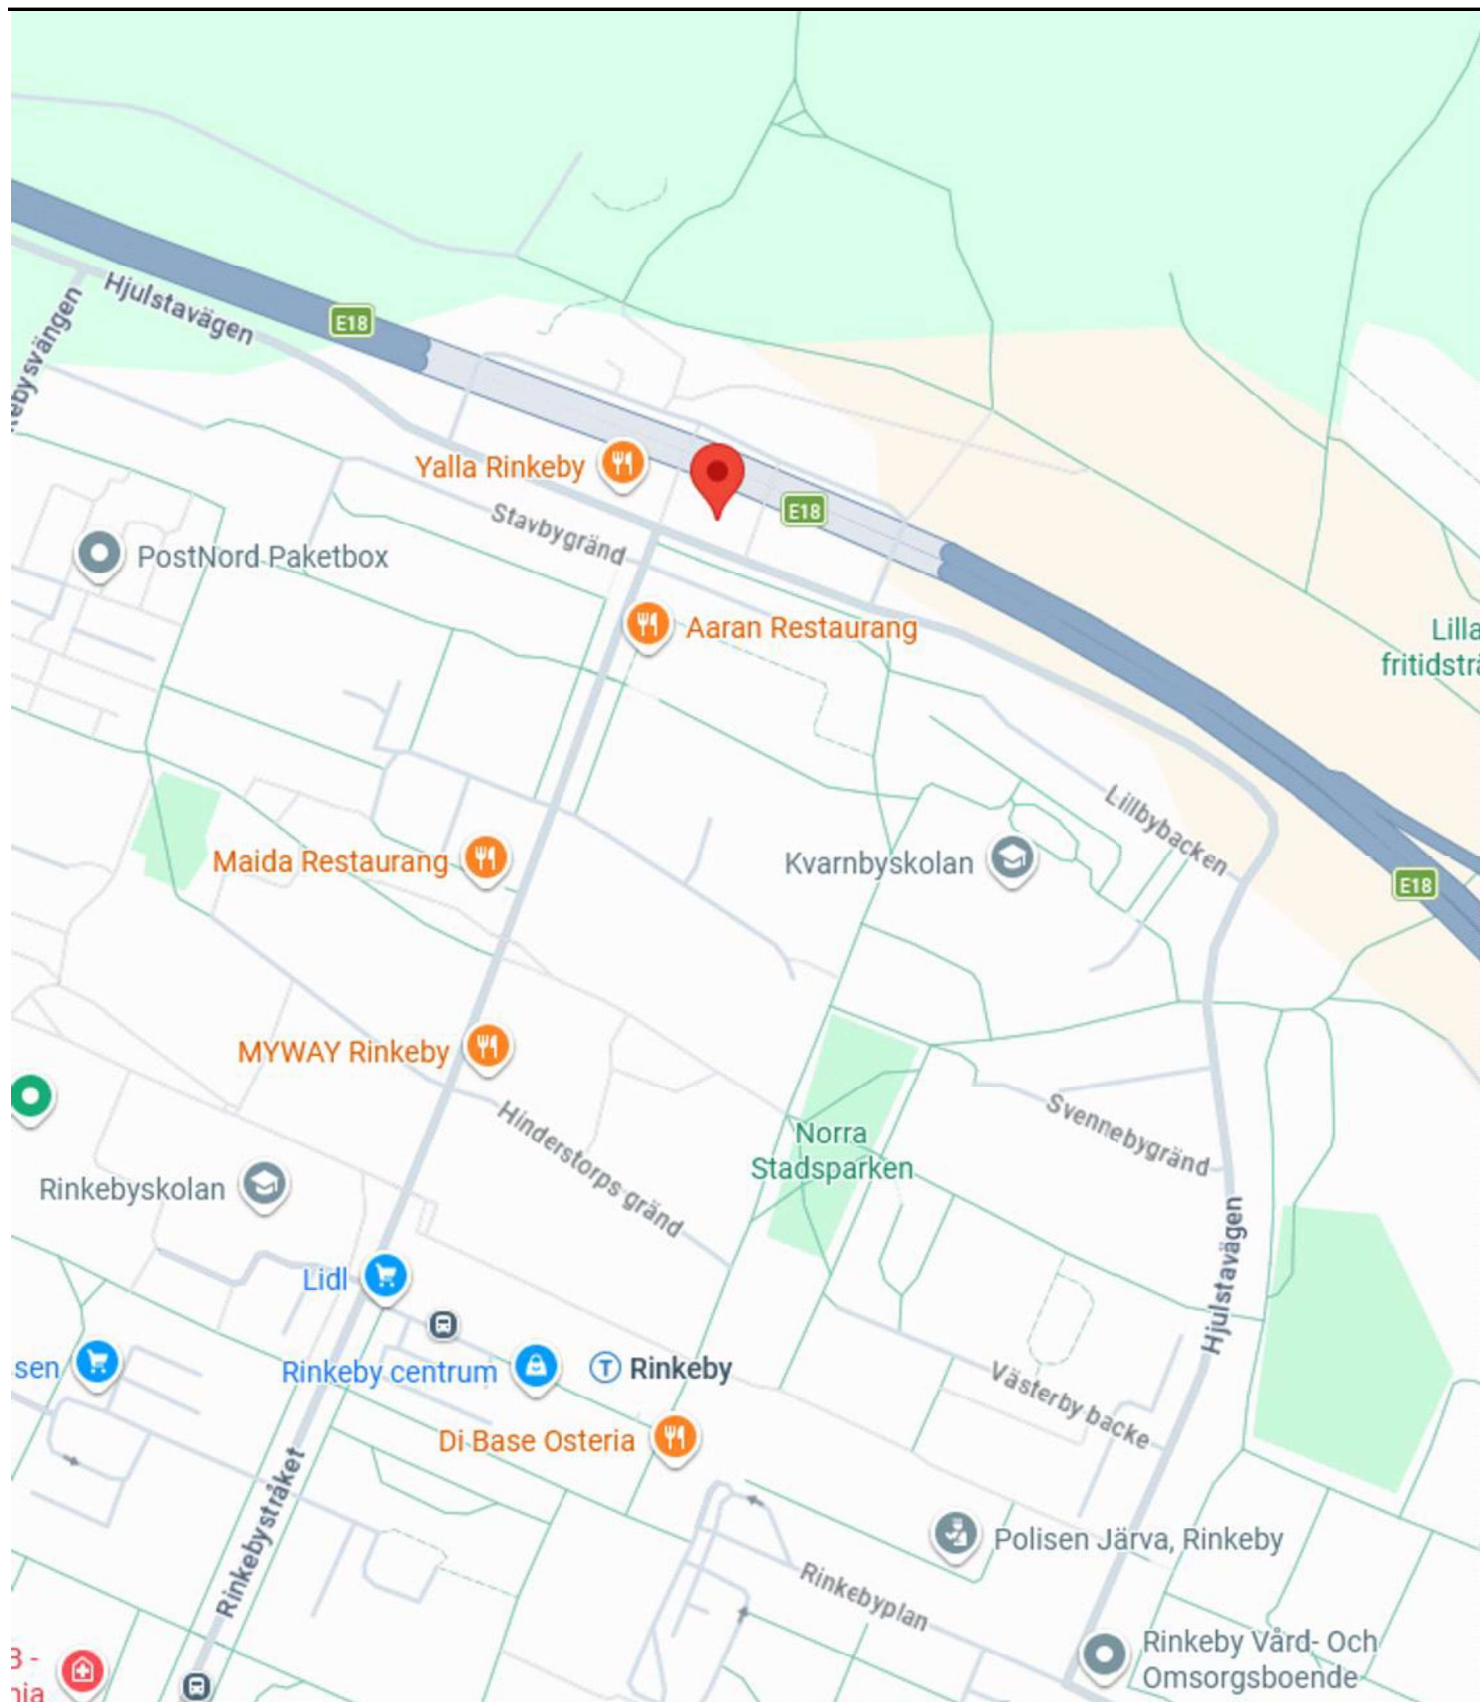 Hjulstavägen
E18
Yalla Rinkeby
E18
Stavbygränd
PostNord Paketbox
Aaran Restaurang
Lilla
Lillbybacken
Maida Restaurang
Kvarnbyskolan
E18
MYWAY Rinkeby
Hinderstorps gränd
Norra
Stadsparken
Svennebygränd
Rinkebyskolan
Hjulstavägen
Lidl
Rinkeby centrum
T Rinkeby
sen
Västerby backe
Di Base Osteria
Rinkebystråket
Polisen Järva, Rinkeby
Rinkebyplan
Rinkeby Vård- Och
Omsorgsboende